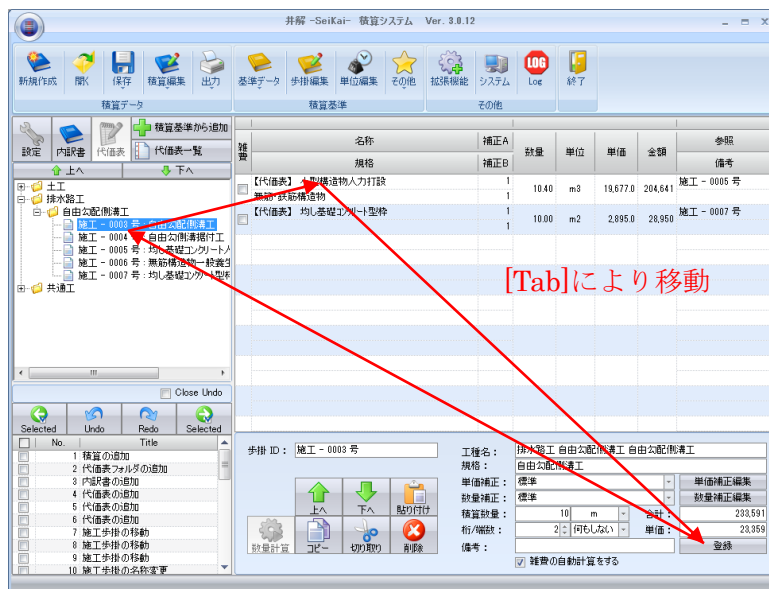 井解 -SeiKai- 積算システム Ver. 3.0.12
新規作成 開く 保存 積算編集 出力 基準データ 歩掛編集 単位編集 その他 拡張機能 システム Log 終了
積算データ 積算基準 その他
設定 内訳書 代価表 積算基準から追加
代価表一覧
上へ 下へ
土工
排水路工
自由勾配側溝工
施工 - 0003 号 : 自由勾配側溝工
施工 - 0004 号 : 自由勾配側溝据付工
施工 - 0005 号 : 均し基礎コンクリート人
施工 - 0006 号 : 無筋構造物一般養生
施工 - 0007 号 : 均し基礎コンクリート型枠
共通工
Close Undo
Selected Undo Redo Selected
No. Title
1 積算の追加
2 代価表フォルダの追加
3 内訳書の追加
4 代価表の追加
5 代価表の追加
6 代価表の追加
7 施工歩掛の移動
8 施工歩掛の移動
9 施工歩掛の移動
10 施工歩掛の名称変更
雑費 名称 補正A 数量 単位 単価 金額 参照
規格 補正B 備考
【代価表】 小型構造物人力打設 1 10.40 m3 19,677.0 204,641 施工 - 0005 号
無筋・鉄筋構造物 1
【代価表】 均し基礎コンクリート型枠 1 10.00 m2 2,895.0 28,950 施工 - 0007 号
1
[Tab]により移動
歩掛 ID : 施工 - 0003 号
上へ 下へ 貼り付け
数量計算 コピー 切り取り 削除
工種名 : 排水路工 自由勾配側溝工 自由勾配側溝工
規格 : 自由勾配側溝工
単価補正 : 標準 単価補正編集
数量補正 : 標準 数量補正編集
積算数量 : 10 m 合計 : 233,591
桁/端数 : 2 何もしない 単価 : 23,359
備考 : 登録
雑費の自動計算をする